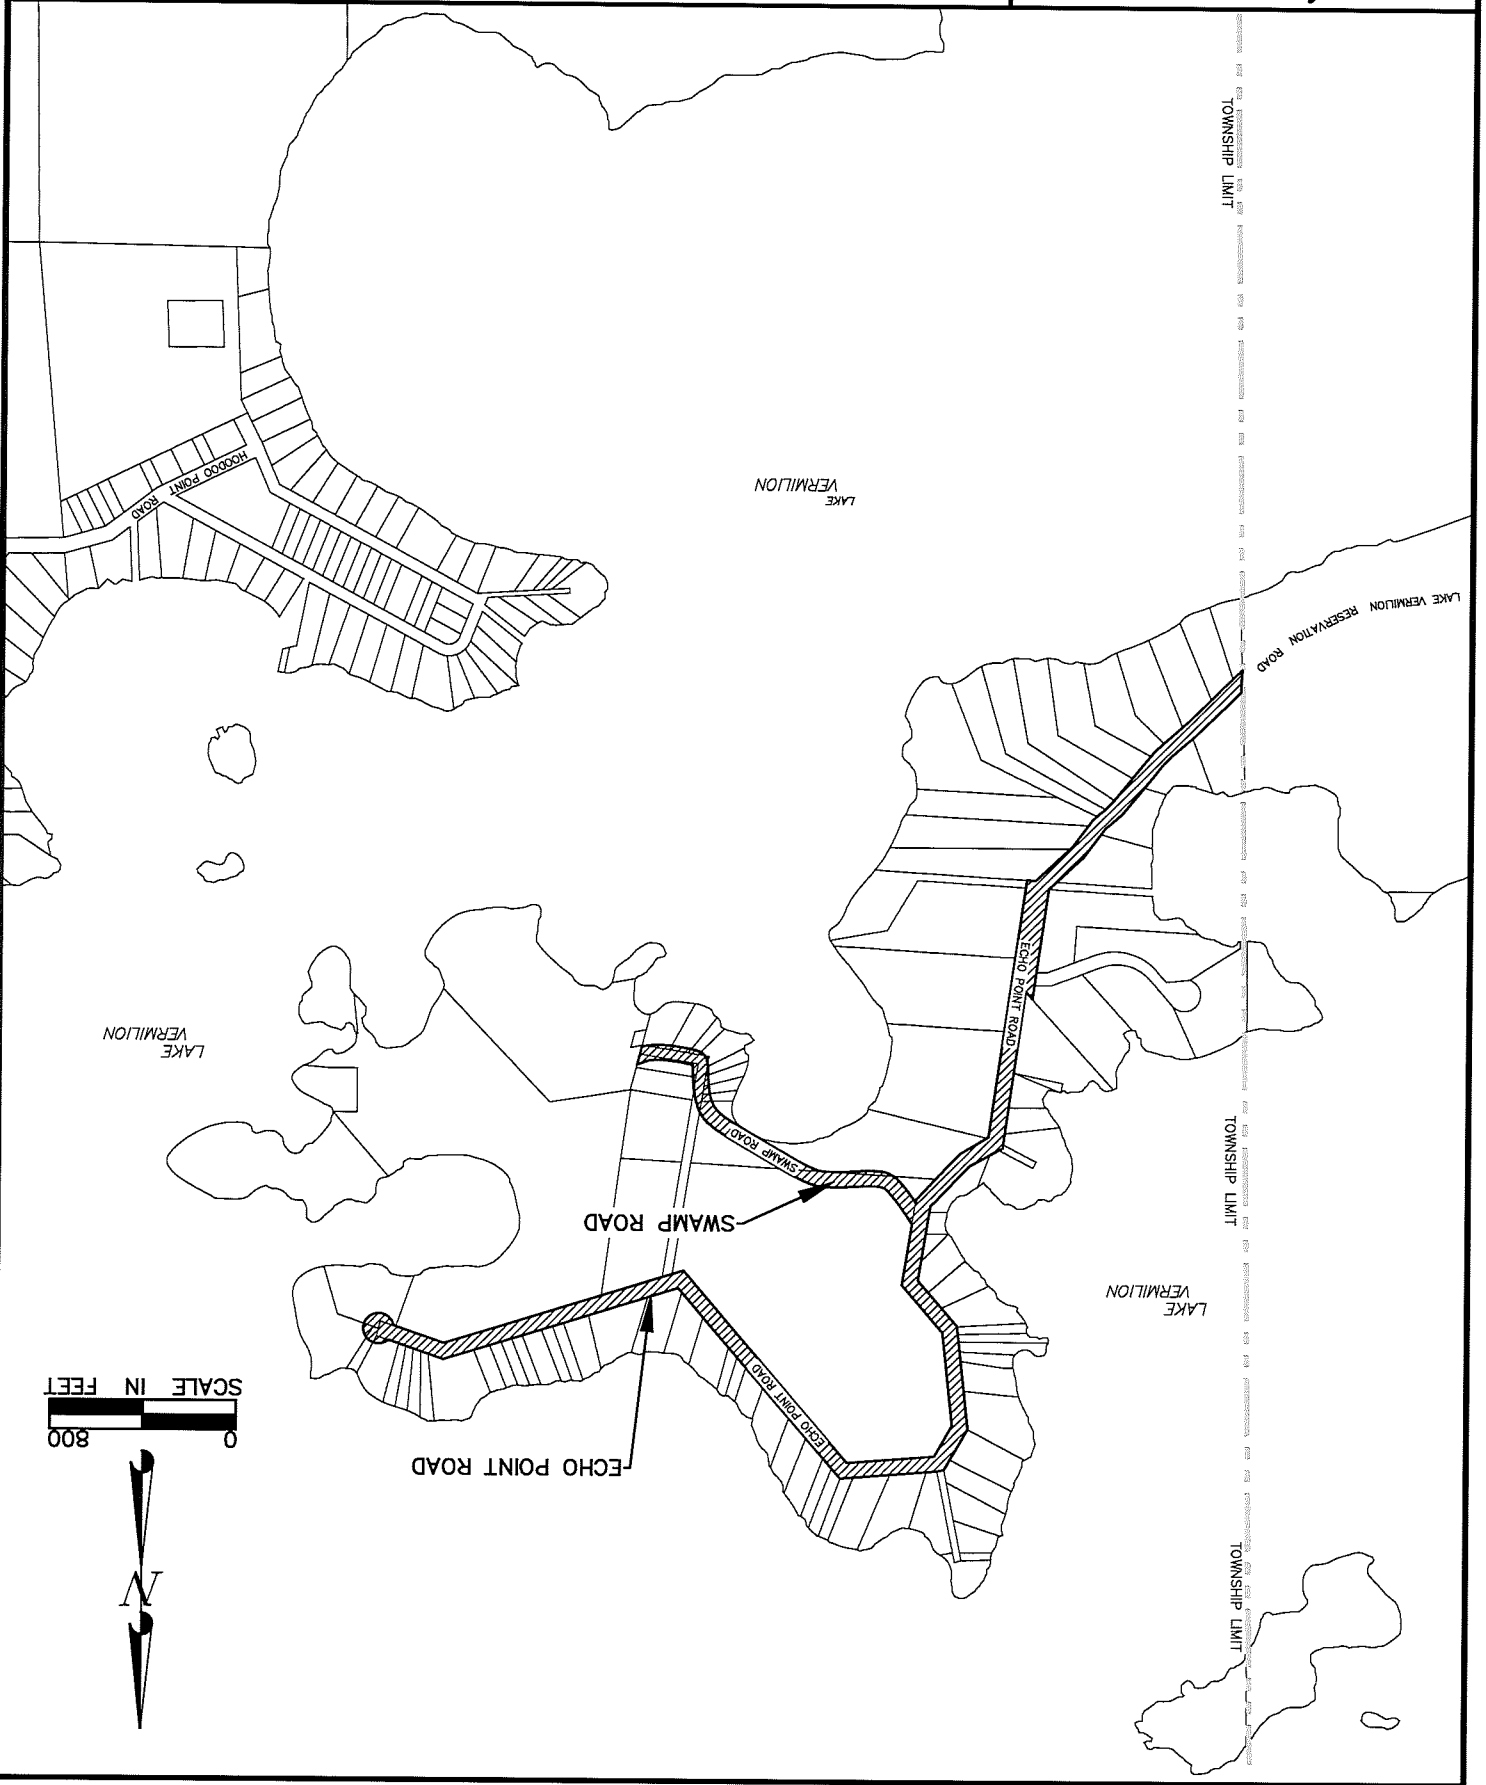 TOWNSHIP LIMIT
LAKE
VERMILION
HOODOO POINT
ROAD
LAKE VERMILION RESERVATION ROAD
ECHO POINT ROAD
LAKE
VERMILION
SWAMP ROAD
SWAMP ROAD
TOWNSHIP LIMIT
LAKE
VERMILION
ECHO POINT ROAD
ECHO POINT ROAD
SCALE IN FEET
0 800
N
TOWNSHIP LIMIT